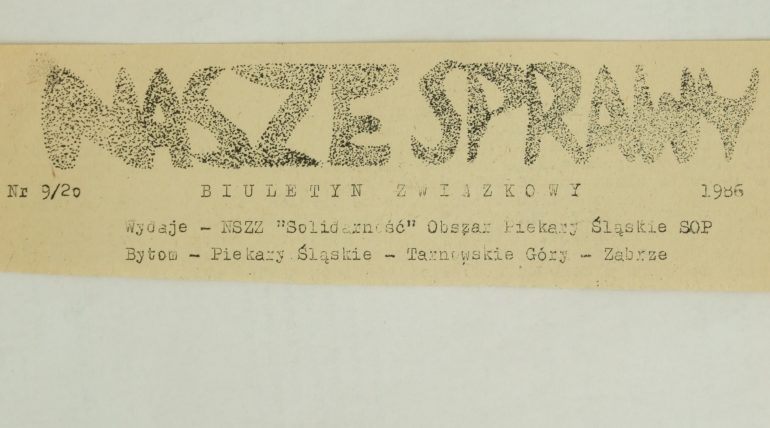 NASZE SPRAWY
Nr 9/20 BIULETYN ZWIĄZKOWY 1986
Wydaje - NSZZ "Solidarność" Obszar Piekary Śląskie SOP
Bytom - Piekary Śląskie - Tarnowskie Góry - Zabrze